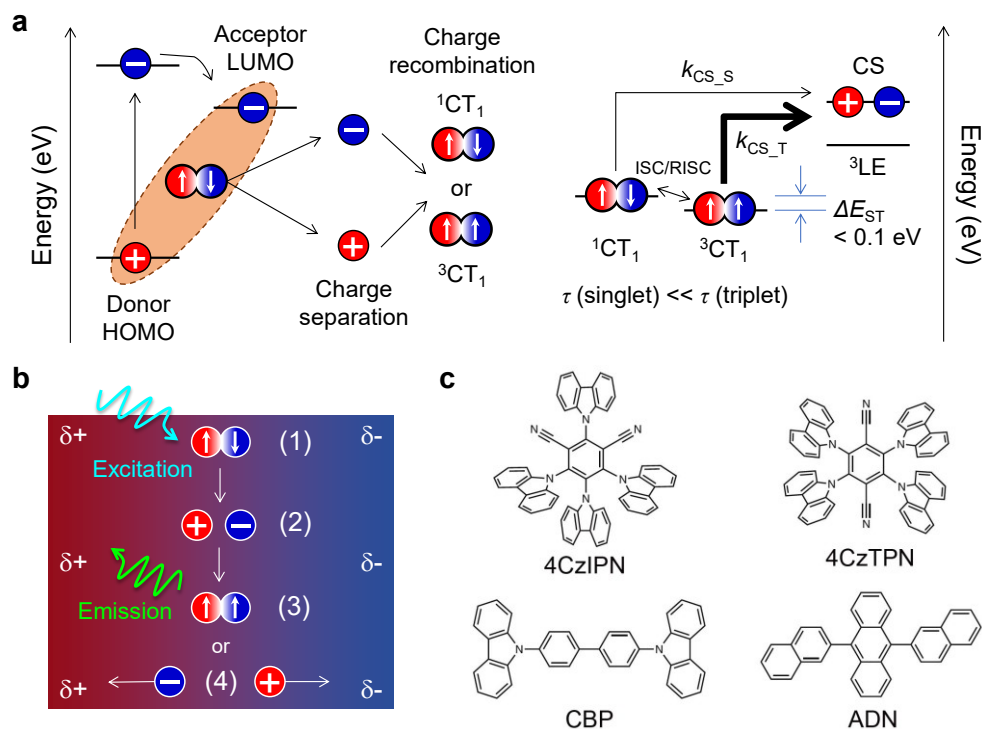 a
Energy (eV)
Acceptor
LUMO
Donor
HOMO
Charge
separation
Charge
recombination
¹CT₁
or
³CT₁
k_CS_S
CS
k_CS_T
³LE
ISC/RISC
¹CT₁
³CT₁
ΔE_ST
< 0.1 eV
τ (singlet) << τ (triplet)
Energy (eV)
b
δ+
(1)
δ-
Excitation
(2)
δ+
δ-
Emission
(3)
or
δ+
(4)
δ-
c
N
N
N
N
N
N
4CzIPN
N
N
N
N
N
N
4CzTPN
N
N
CBP
ADN